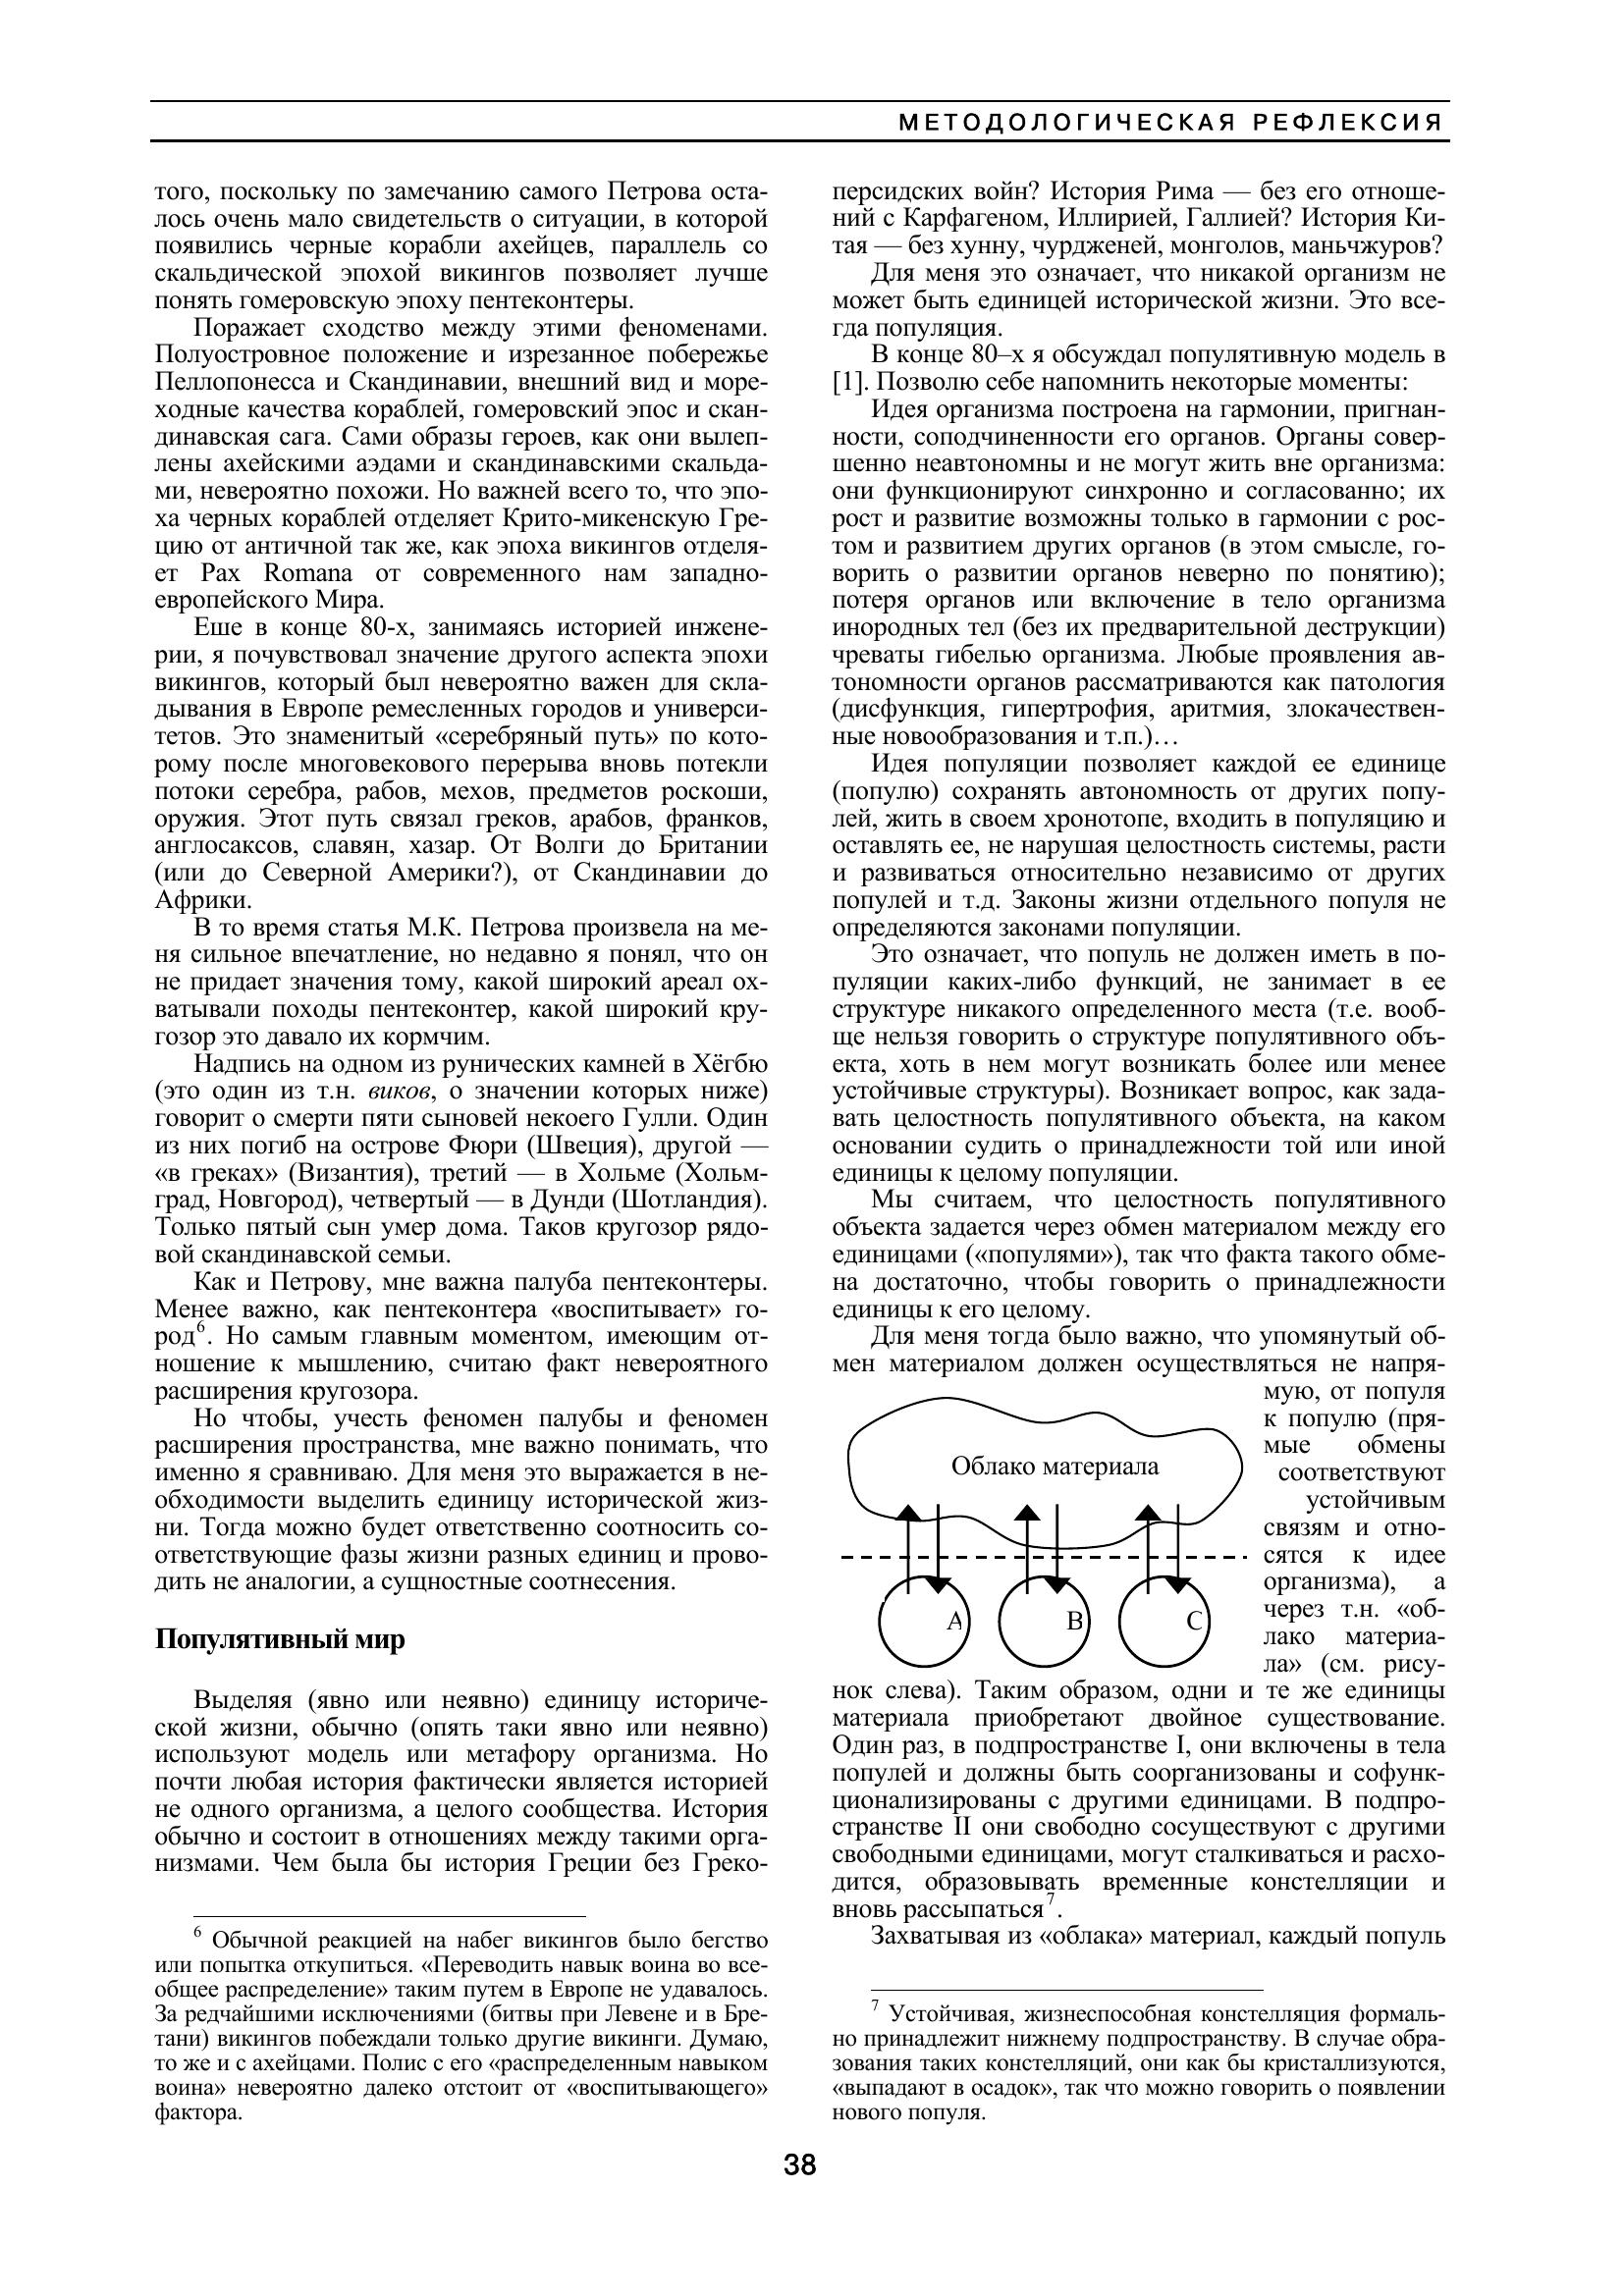 МЕТОДОЛОГИЧЕСКАЯ РЕФЛЕКСИЯ
того, поскольку по замечанию самого Петрова оста-
лось очень мало свидетельств о ситуации, в которой
появились черные корабли ахейцев, параллель со
скальдической эпохой викингов позволяет лучше
понять гомеровскую эпоху пентеконтеры.
Поражает сходство между этими феноменами.
Полуостровное положение и изрезанное побережье
Пеллопонесса и Скандинавии, внешний вид и море-
ходные качества кораблей, гомеровский эпос и скан-
динавская сага. Сами образы героев, как они вылеп-
лены ахейскими аэдами и скандинавскими скальда-
ми, невероятно похожи. Но важней всего то, что эпо-
ха черных кораблей отделяет Крито-микенскую Гре-
цию от античной так же, как эпоха викингов отделя-
ет Pax Romana от современного нам западно-
европейского Мира.
Еше в конце 80-х, занимаясь историей инжене-
рии, я почувствовал значение другого аспекта эпохи
викингов, который был невероятно важен для скла-
дывания в Европе ремесленных городов и универси-
тетов. Это знаменитый «серебряный путь» по кото-
рому после многовекового перерыва вновь потекли
потоки серебра, рабов, мехов, предметов роскоши,
оружия. Этот путь связал греков, арабов, франков,
англосаксов, славян, хазар. От Волги до Британии
(или до Северной Америки?), от Скандинавии до
Африки.
В то время статья М.К. Петрова произвела на ме-
ня сильное впечатление, но недавно я понял, что он
не придает значения тому, какой широкий ареал ох-
ватывали походы пентеконтер, какой широкий кру-
гозор это давало их кормчим.
Надпись на одном из рунических камней в Хёгбю
(это один из т.н. виков, о значении которых ниже)
говорит о смерти пяти сыновей некоего Гулли. Один
из них погиб на острове Фюри (Швеция), другой —
«в греках» (Византия), третий — в Хольме (Хольм-
град, Новгород), четвертый — в Дунди (Шотландия).
Только пятый сын умер дома. Таков кругозор рядо-
вой скандинавской семьи.
Как и Петрову, мне важна палуба пентеконтеры.
Менее важно, как пентеконтера «воспитывает» го-
род6. Но самым главным моментом, имеющим от-
ношение к мышлению, считаю факт невероятного
расширения кругозора.
Но чтобы, учесть феномен палубы и феномен
расширения пространства, мне важно понимать, что
именно я сравниваю. Для меня это выражается в не-
обходимости выделить единицу исторической жиз-
ни. Тогда можно будет ответственно соотносить со-
ответствующие фазы жизни разных единиц и прово-
дить не аналогии, а сущностные соотнесения.
Популятивный мир
Выделяя (явно или неявно) единицу историче-
ской жизни, обычно (опять таки явно или неявно)
используют модель или метафору организма. Но
почти любая история фактически является историей
не одного организма, а целого сообщества. История
обычно и состоит в отношениях между такими орга-
низмами. Чем была бы история Греции без Греко-
6 Обычной реакцией на набег викингов было бегство
или попытка откупиться. «Переводить навык воина во все-
общее распределение» таким путем в Европе не удавалось.
За редчайшими исключениями (битвы при Левене и в Бре-
тани) викингов побеждали только другие викинги. Думаю,
то же и с ахейцами. Полис с его «распределенным навыком
воина» невероятно далеко отстоит от «воспитывающего»
фактора.
персидских войн? История Рима — без его отноше-
ний с Карфагеном, Иллирией, Галлией? История Ки-
тая — без хунну, чурдженей, монголов, маньчжуров?
Для меня это означает, что никакой организм не
может быть единицей исторической жизни. Это все-
гда популяция.
В конце 80–х я обсуждал популятивную модель в
[1]. Позволю себе напомнить некоторые моменты:
Идея организма построена на гармонии, пригнан-
ности, соподчиненности его органов. Органы совер-
шенно неавтономны и не могут жить вне организма:
они функционируют синхронно и согласованно; их
рост и развитие возможны только в гармонии с рос-
том и развитием других органов (в этом смысле, го-
ворить о развитии органов неверно по понятию);
потеря органов или включение в тело организма
инородных тел (без их предварительной деструкции)
чреваты гибелью организма. Любые проявления ав-
тономности органов рассматриваются как патология
(дисфункция, гипертрофия, аритмия, злокачествен-
ные новообразования и т.п.)…
Идея популяции позволяет каждой ее единице
(популю) сохранять автономность от других попу-
лей, жить в своем хронотопе, входить в популяцию и
оставлять ее, не нарушая целостность системы, расти
и развиваться относительно независимо от других
популей и т.д. Законы жизни отдельного популя не
определяются законами популяции.
Это означает, что популь не должен иметь в по-
пуляции каких-либо функций, не занимает в ее
структуре никакого определенного места (т.е. вооб-
ще нельзя говорить о структуре популятивного объ-
екта, хоть в нем могут возникать более или менее
устойчивые структуры). Возникает вопрос, как зада-
вать целостность популятивного объекта, на каком
основании судить о принадлежности той или иной
единицы к целому популяции.
Мы считаем, что целостность популятивного
объекта задается через обмен материалом между его
единицами («популями»), так что факта такого обме-
на достаточно, чтобы говорить о принадлежности
единицы к его целому.
Для меня тогда было важно, что упомянутый об-
мен материалом должен осуществляться не напря-
мую, от популя
к популю (пря-
мые обмены
соответствуют
устойчивым
связям и отно-
сятся к идее
организма), а
через т.н. «об-
лако материа-
ла» (см. рису-
Облако материала
A B C
нок слева). Таким образом, одни и те же единицы
материала приобретают двойное существование.
Один раз, в подпространстве I, они включены в тела
популей и должны быть соорганизованы и софунк-
ционализированы с другими единицами. В подпро-
странстве II они свободно сосуществуют с другими
свободными единицами, могут сталкиваться и расхо-
дится, образовывать временные констелляции и
вновь рассыпаться7.
Захватывая из «облака» материал, каждый популь
7 Устойчивая, жизнеспособная констелляция формаль-
но принадлежит нижнему подпространству. В случае обра-
зования таких констелляций, они как бы кристаллизуются,
«выпадают в осадок», так что можно говорить о появлении
нового популя.
38